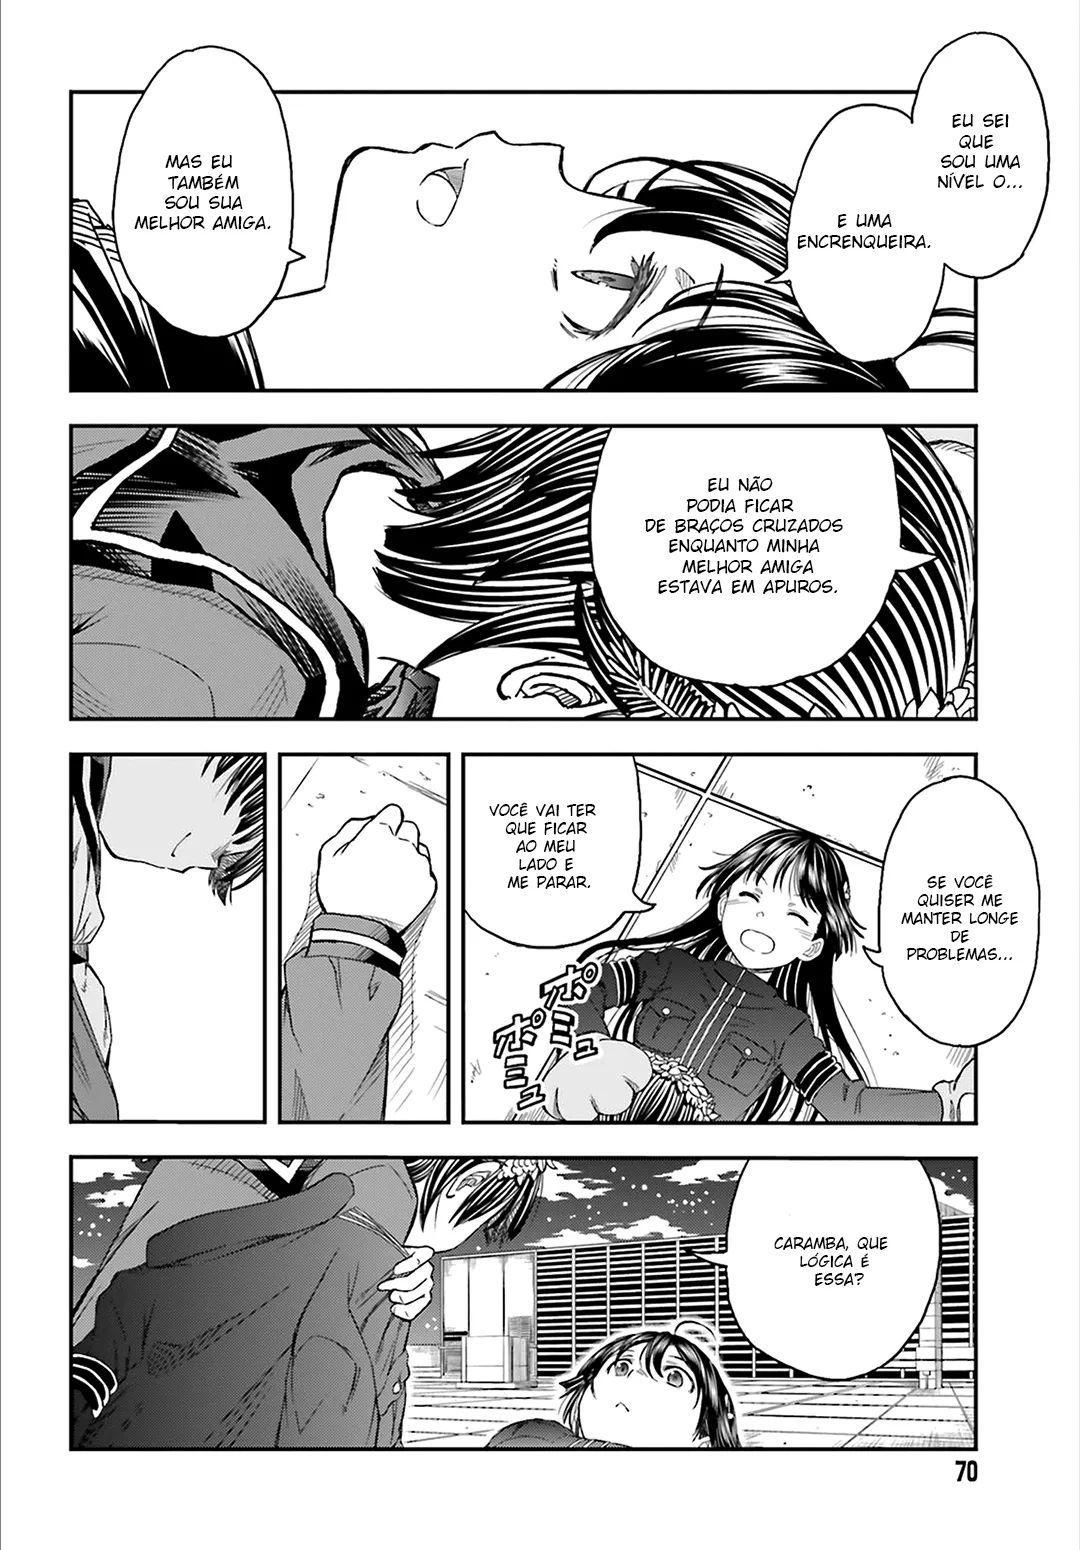 EU SEI
QUE
SOU UMA
NÍVEL 0...
E UMA
ENCRENQUEIRA.
MAS EU
TAMBÉM
SOU SUA
MELHOR AMIGA.
EU NÃO
PODIA FICAR
DE BRAÇOS CRUZADOS
ENQUANTO MINHA
MELHOR AMIGA
ESTAVA EM APUROS.
SE VOCÊ
QUISER ME
MANTER LONGE
DE
PROBLEMAS...
VOCÊ VAI TER
QUE FICAR
AO MEU
LADO E
ME PARAR.
ポミュ
ポミュ
CARAMBA, QUE
LÓGICA É
ESSA?
70